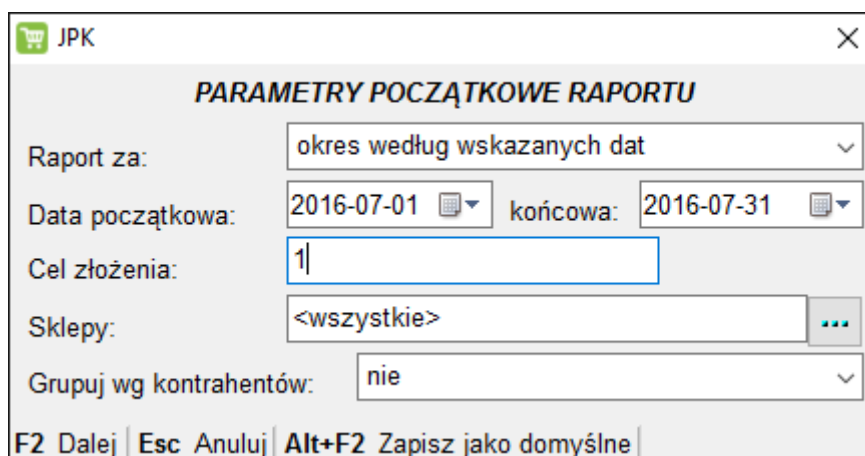 JPK
PARAMETRY POCZĄTKOWE RAPORTU
Raport za: okres według wskazanych dat
Data początkowa: 2016-07-01 końcowa: 2016-07-31
Cel złożenia: 1
Sklepy: <wszystkie> ...
Grupuj wg kontrahentów: nie
F2 Dalej Esc Anuluj Alt+F2 Zapisz jako domyślne